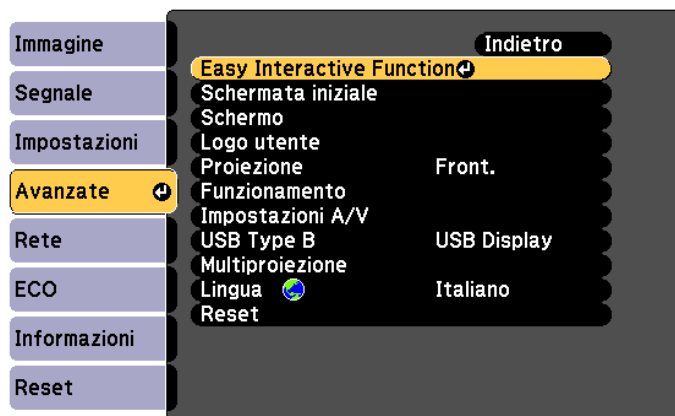 Immagine
Segnale
Impostazioni
Avanzate
Rete
ECO
Informazioni
Reset
Indietro
Easy Interactive Function
Schermata iniziale
Schermo
Logo utente
Proiezione Front.
Funzionamento
Impostazioni A/V
USB Type B USB Display
Multiproiezione
Lingua Italiano
Reset